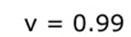 v = 0.99